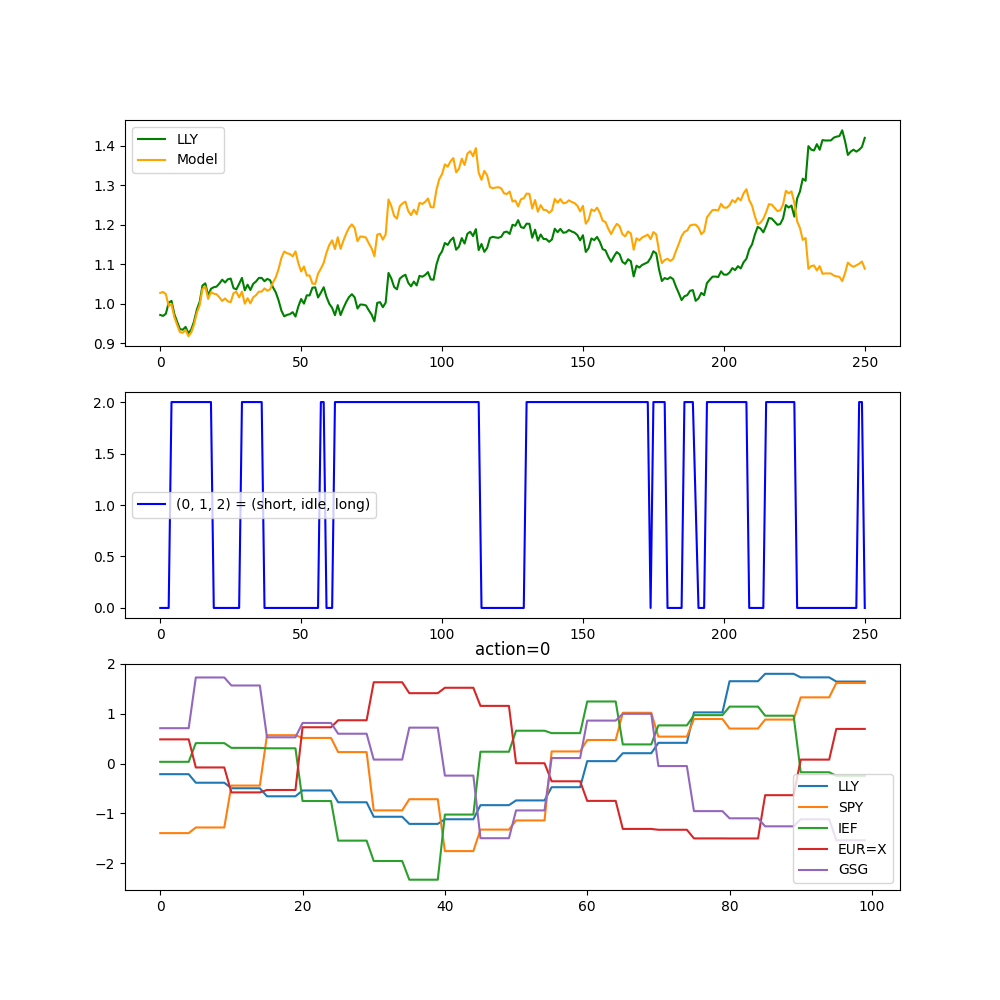 1.4
1.3
1.2
1.1
1.0
0.9
LLY
Model
0 50 100 150 200 250
2.0
1.5
1.0
0.5
0.0
(0, 1, 2) = (short, idle, long)
0 50 100 150 200 250
action=0
2
1
0
−1
−2
LLY
SPY
IEF
EUR=X
GSG
0 20 40 60 80 100